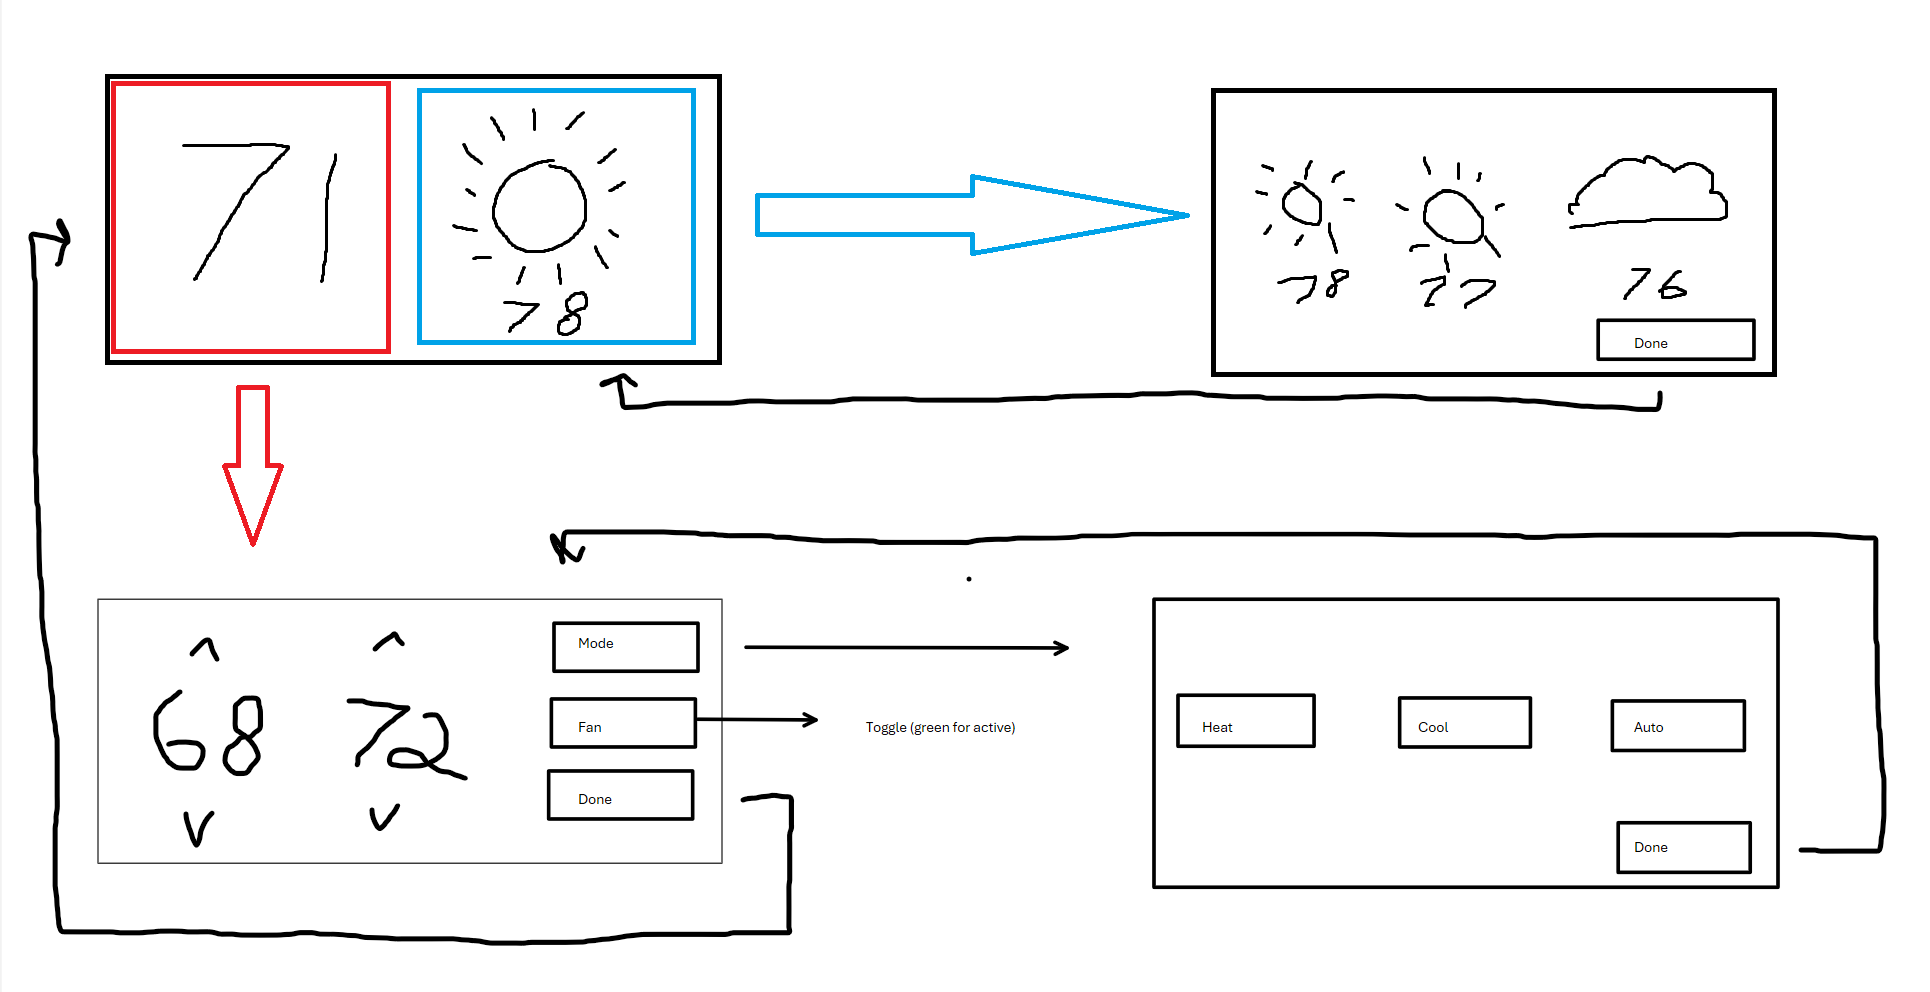 71
78
78 77 76
Done
68 72
Mode
Fan
Done
Toggle (green for active)
Heat Cool Auto
Done